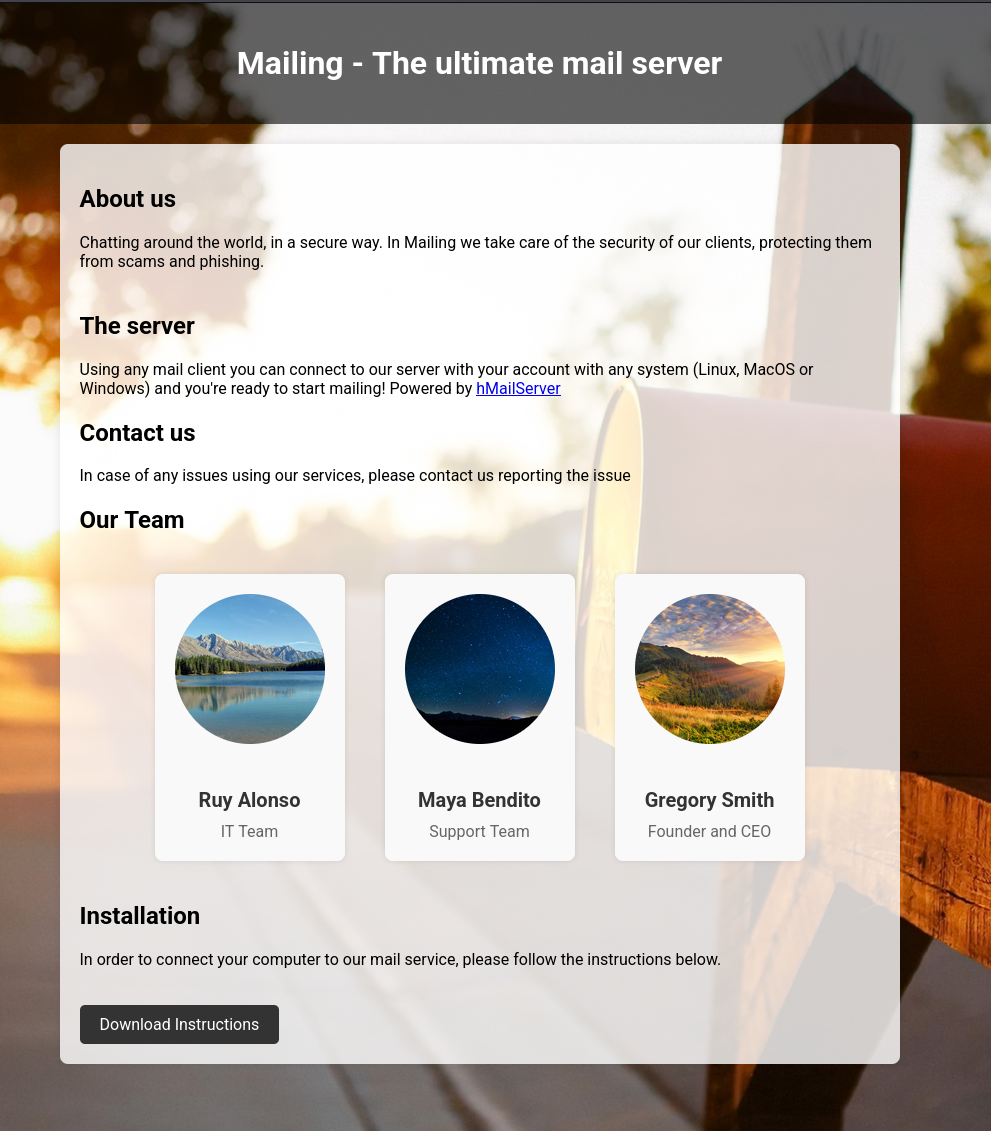 Mailing - The ultimate mail server
About us
Chatting around the world, in a secure way. In Mailing we take care of the security of our clients, protecting them
from scams and phishing.
The server
Using any mail client you can connect to our server with your account with any system (Linux, MacOS or
Windows) and you're ready to start mailing! Powered by hMailServer
Contact us
In case of any issues using our services, please contact us reporting the issue
Our Team
Ruy Alonso
IT Team
Maya Bendito
Support Team
Gregory Smith
Founder and CEO
Installation
In order to connect your computer to our mail service, please follow the instructions below.
Download Instructions